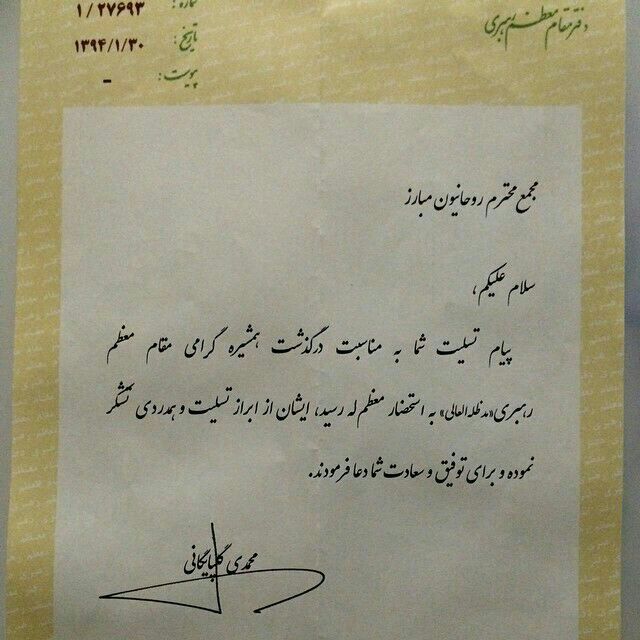 دفتر مقام معظم رهبری
شماره: ۱/۲۷۶۹۳
تاریخ: ۱۳۹۴/۱/۳۰
پیوست: -
مجمع محترم روحانیون مبارز
سلام علیکم،
پیام تسلیت شما به مناسبت درگذشت همشیره گرامی مقام معظم
رهبری«مدظله‌العالی» به استحضار معظم‌له رسید، ایشان از ابراز تسلیت و همدردی تشکر
نموده و برای توفیق و سعادت شما دعا فرمودند.
محمدی گلپایگانی